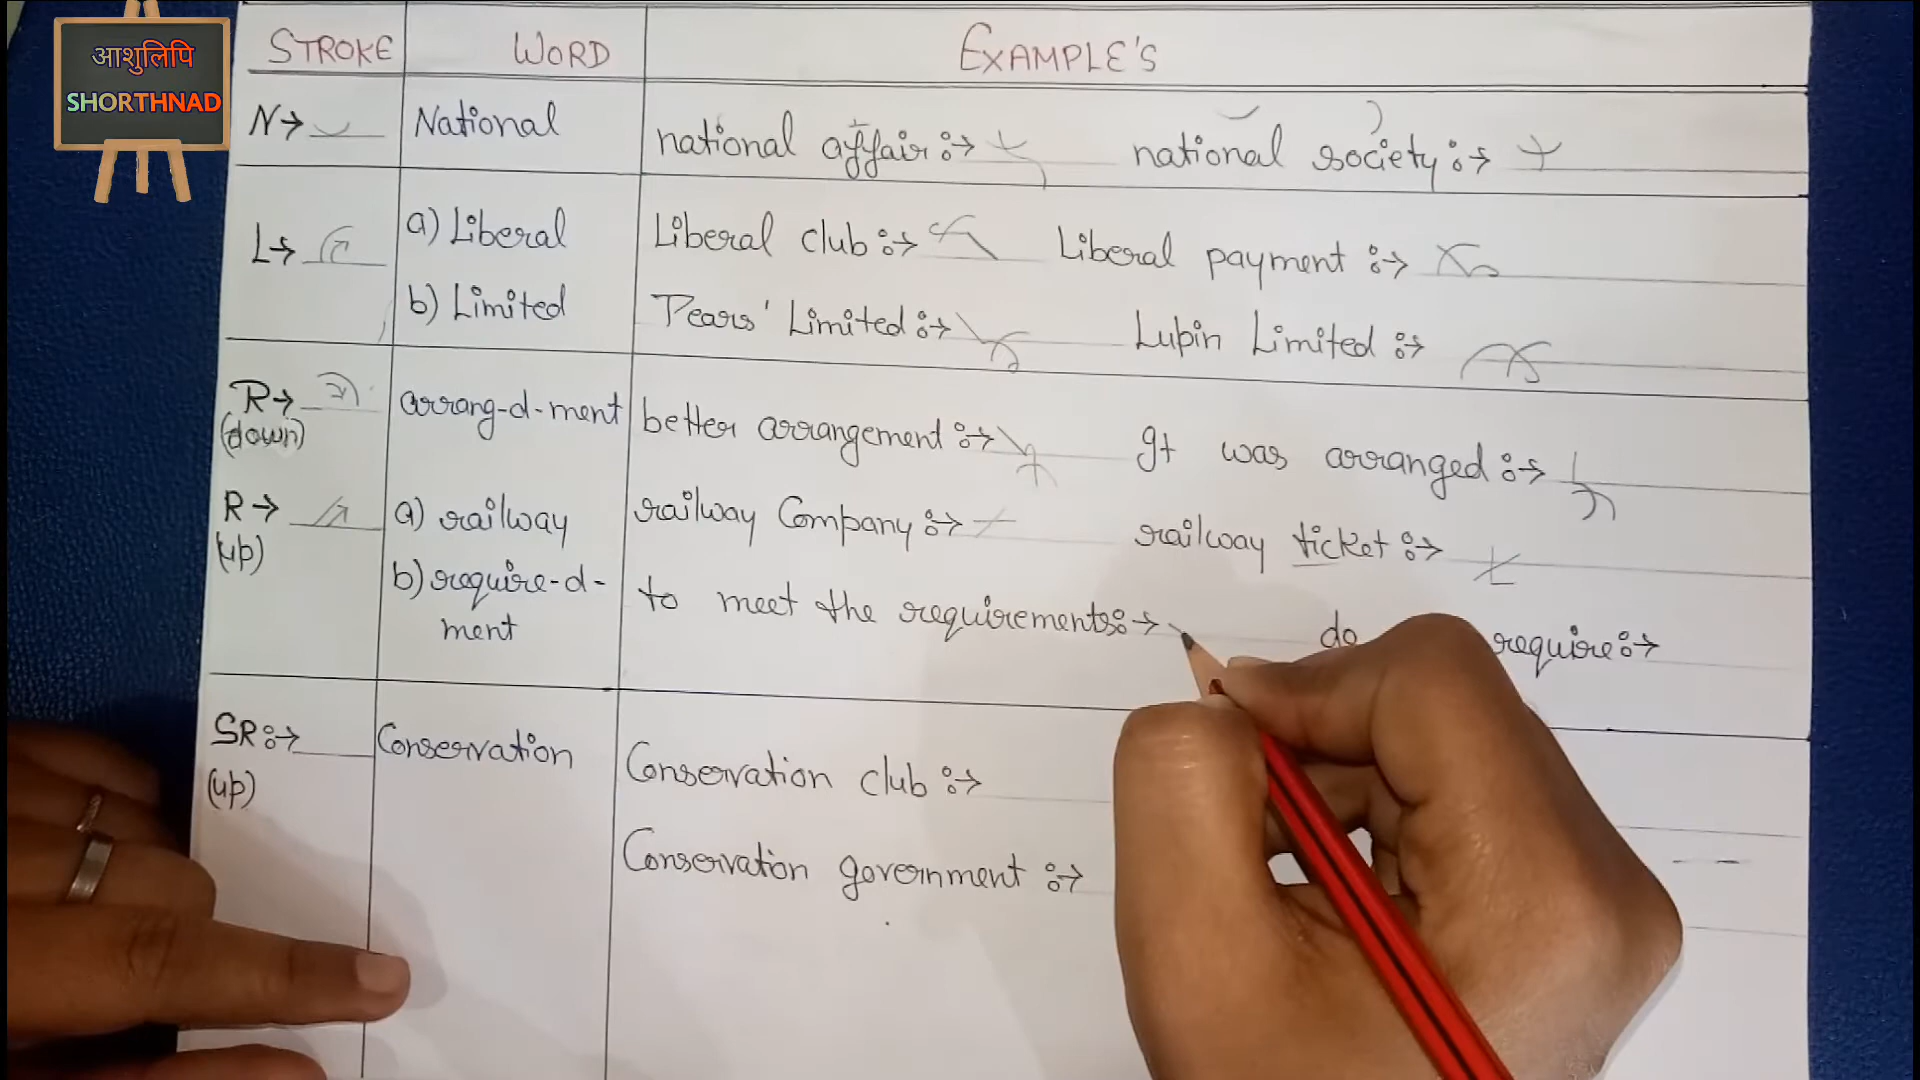 आशुलिपि
SHORTHNAD
STROKE WORD EXAMPLE'S
N→ National national affair:→ national society:→
L→ a) Liberal Liberal club:→ Liberal payment:→
b) Limited Pears' Limited:→ Lupin Limited:→
R→ (down) arrang-d-ment better arrangement:→ It was arranged:→
R→ (up) a) railway railway Company:→ railway ticket:→
b) require-d-ment to meet the requirements:→ do require:→
SR:→ (up) Conservation Conservation club:→
Conservation government:→